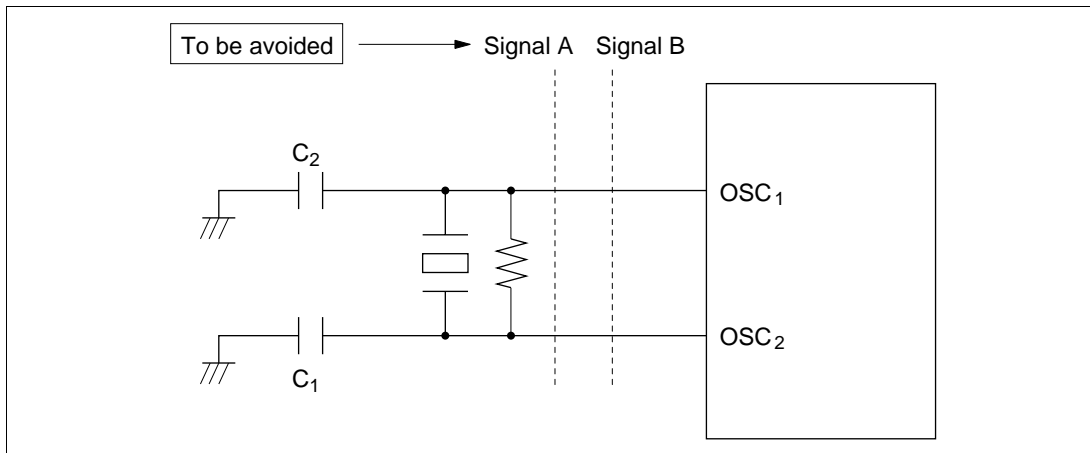 To be avoided
Signal A
Signal B
C2
OSC1
OSC2
C1